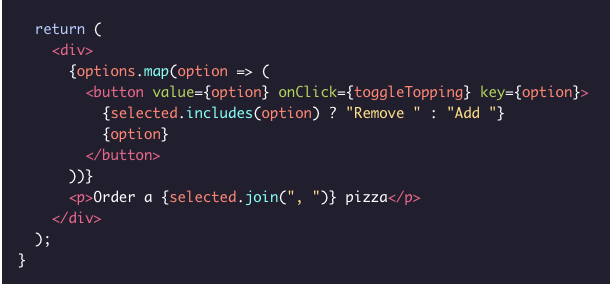 return (
<div>
{options.map(option => (
<button value={option} onClick={toggleTopping} key={option}>
{selected.includes(option) ? "Remove " : "Add "}
{option}
</button>
))}
<p>Order a {selected.join(", ")} pizza</p>
</div>
);
}